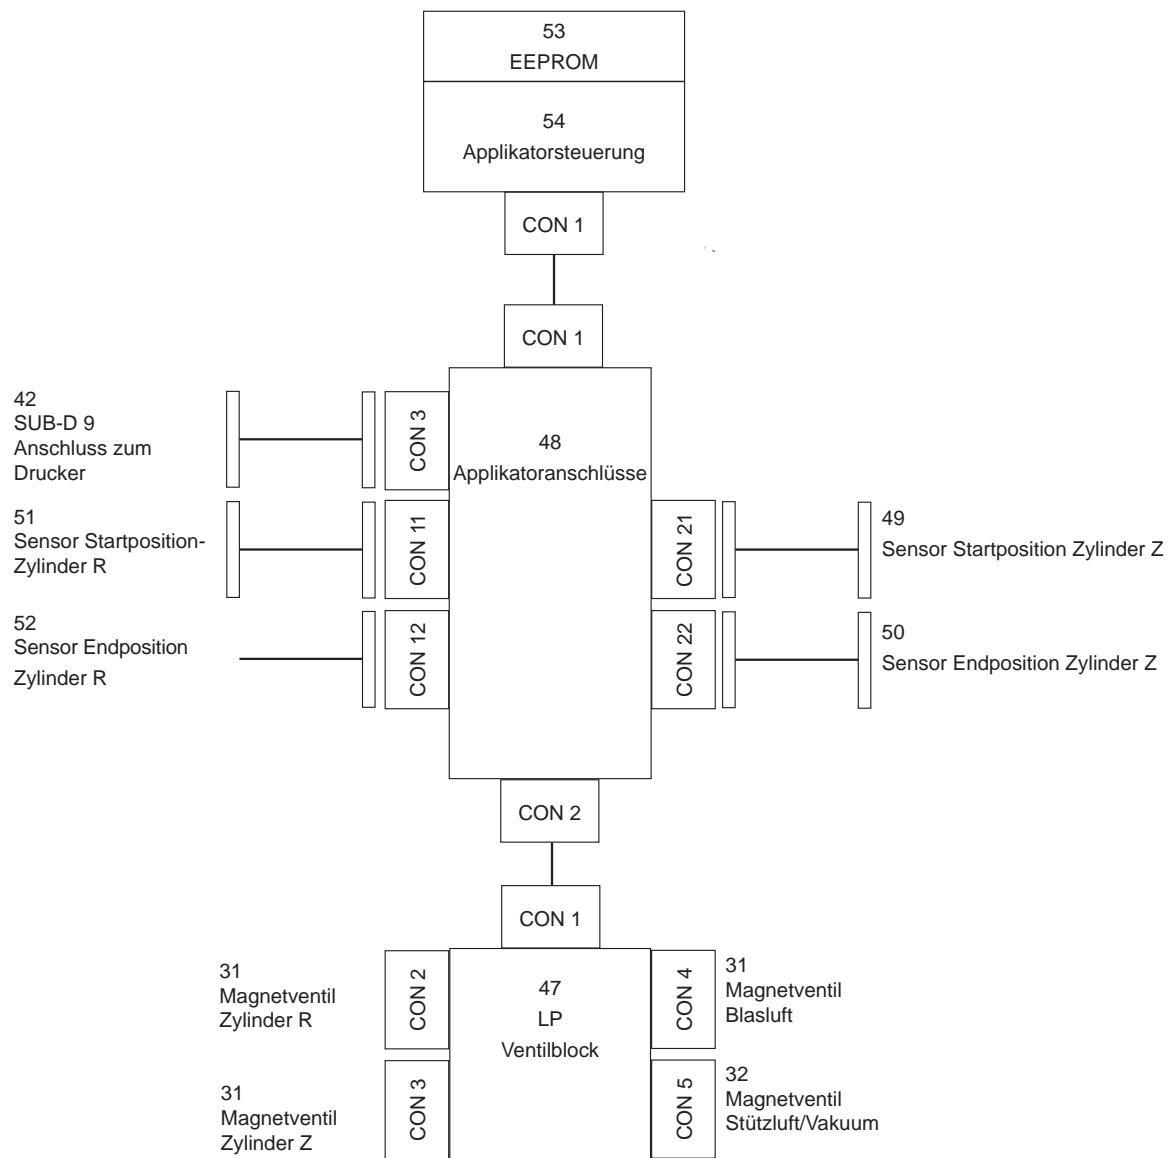 53
EEPROM
54
Applikatorsteuerung
CON 1
CON 1
42
SUB-D 9
Anschluss zum
Drucker
CON 3
48
Applikatoranschlüsse
51
Sensor Startposition-
Zylinder R
CON 11
CON 21
49
Sensor Startposition Zylinder Z
52
Sensor Endposition
Zylinder R
CON 12
CON 22
50
Sensor Endposition Zylinder Z
CON 2
CON 1
31
Magnetventil
Zylinder R
CON 2
47
LP
Ventilblock
CON 4
31
Magnetventil
Blasluft
31
Magnetventil
Zylinder Z
CON 3
CON 5
32
Magnetventil
Stützluft/Vakuum